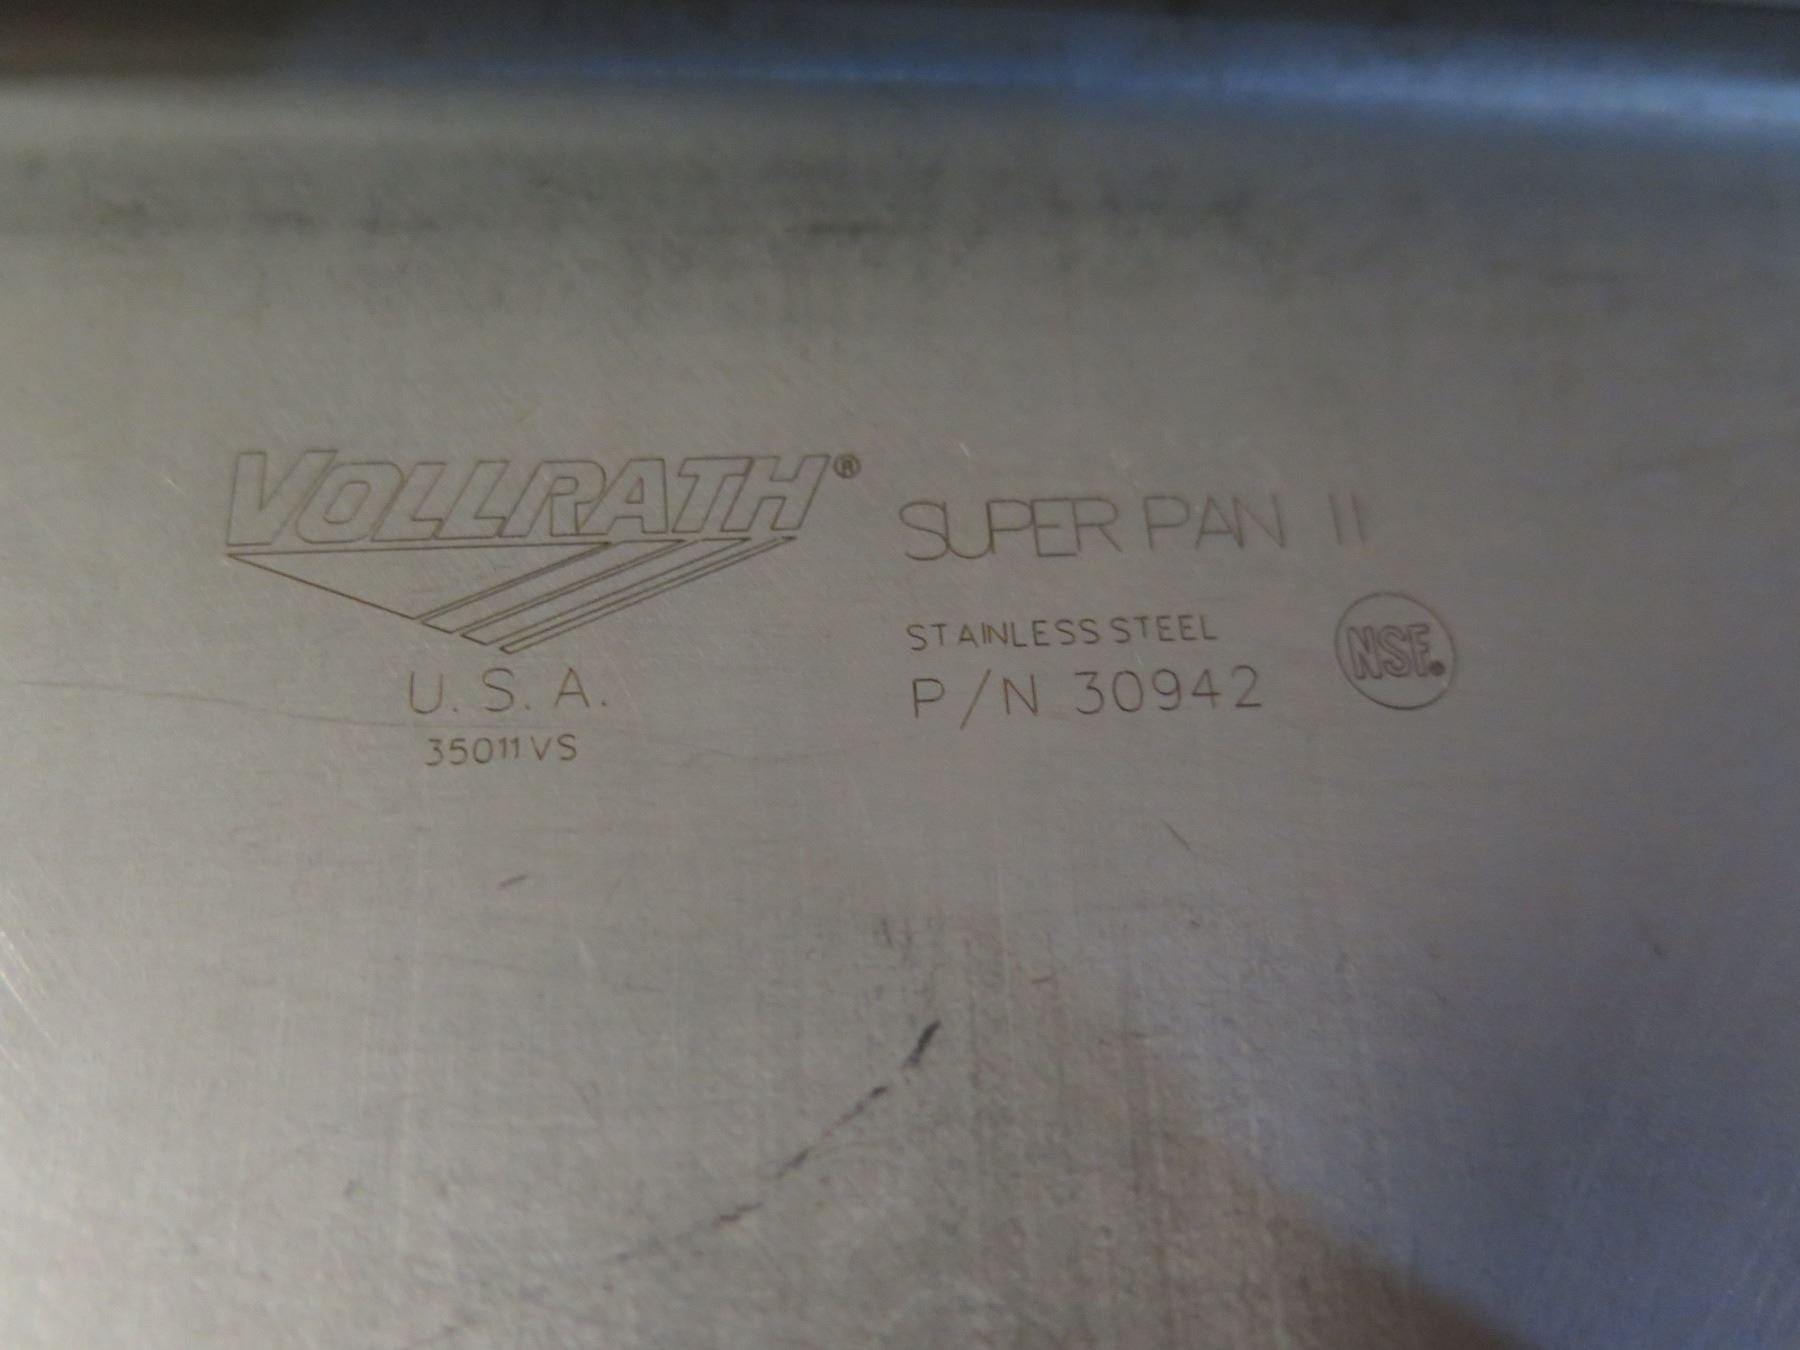 VOLLRATH®
U.S.A.
35011VS
SUPER PAN II
STAINLESS STEEL
P/N 30942
NSF.